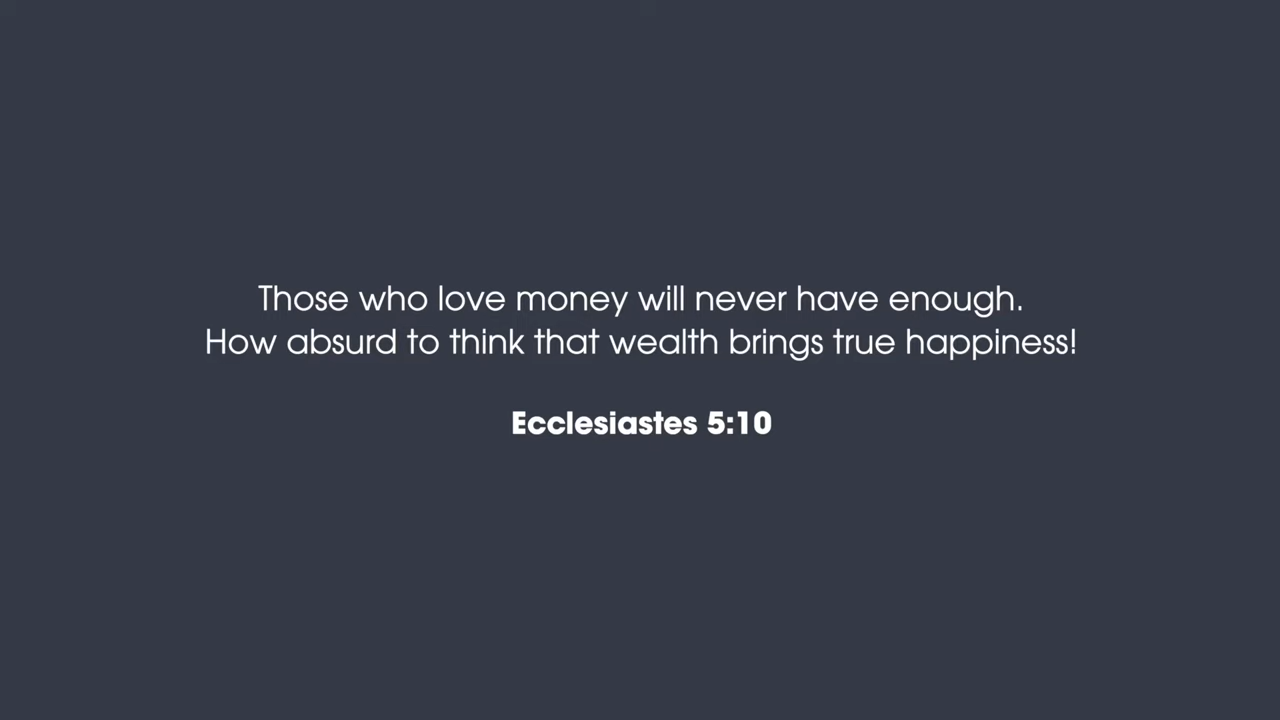 Those who love money will never have enough.
How absurd to think that wealth brings true happiness!
Ecclesiastes 5:10